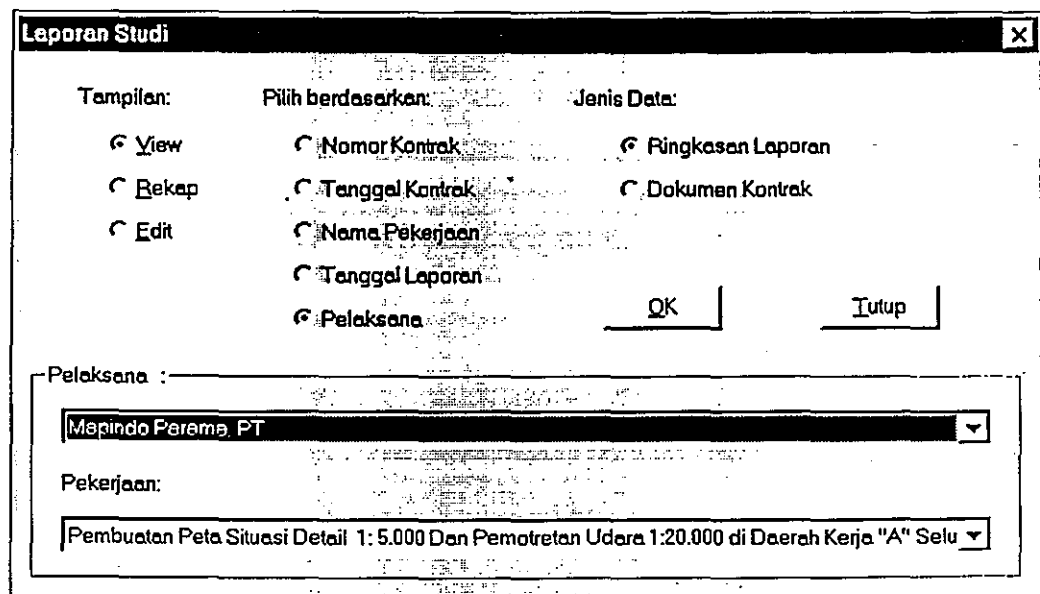 Laporan Studi
Tampilan: Pilih berdasarkan: Jenis Data:
View Nomor Kontrak Ringkasan Laporan
Rekap Tanggal Kontrak Dokumen Kontrak
Edit Nama Pekerjaan
Tanggal Laporan
Pelaksana OK Tutup
Pelaksana :
Mapindo Parama, PT
Pekerjaan:
Pembuatan Peta Situasi Detail 1: 5.000 Dan Pemotretan Udara 1:20.000 di Daerah Kerja "A" Selu